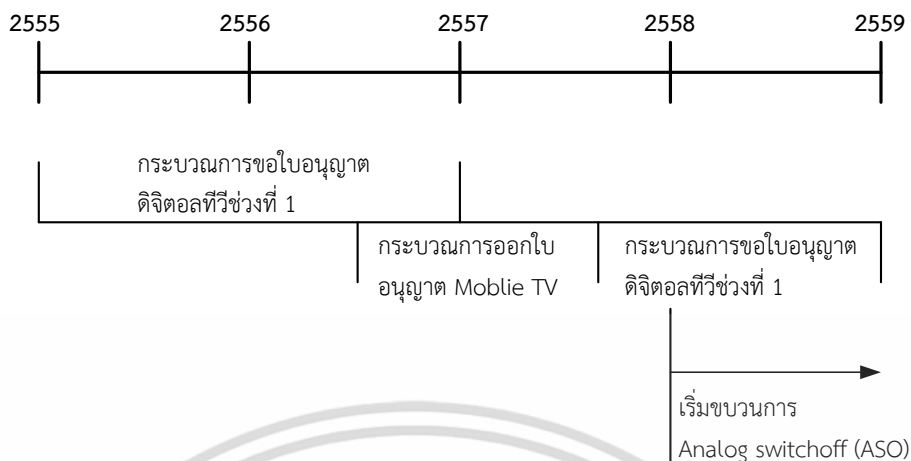 2555 2556 2557 2558 2559
กระบวณการขอใบอนุญาต
ดิจิตอลทีวีช่วงที่ 1
กระบวณการออกใบ
อนุญาต Moblie TV
กระบวณการขอใบอนุญาต
ดิจิตอลทีวีช่วงที่ 1
เริ่มขบวนการ
Analog switchoff (ASO)